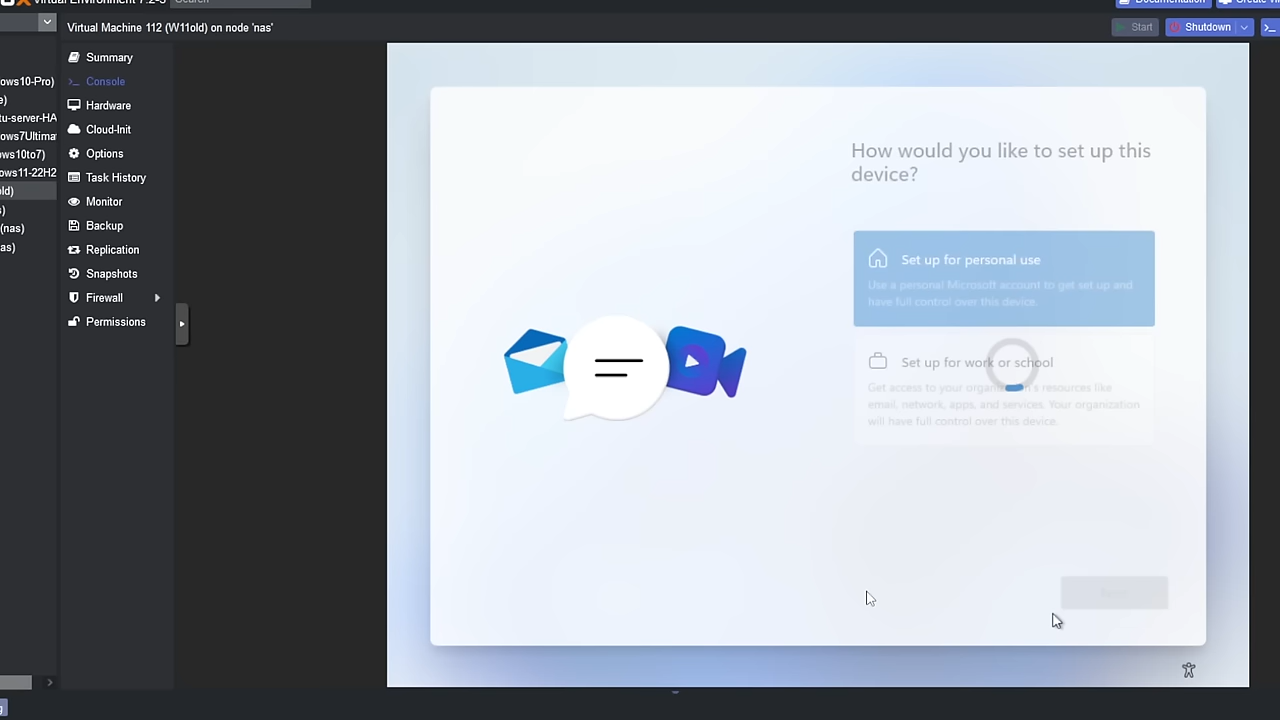 Virtual Environment 7.2-3
Search
Documentation
Virtual Machine 112 (W11old) on node 'nas'
Start
Shutdown
ows10-Pro)
e)
tu-server-HA
ows7Ultima
ows10to7)
ows11-22H2
old)
s)
(nas)
as)
Summary
Console
Hardware
Cloud-Init
Options
Task History
Monitor
Backup
Replication
Snapshots
Firewall
Permissions
How would you like to set up this
device?
Set up for personal use
Use a personal Microsoft account to get set up and
have full control over this device.
Set up for work or school
Get access to your organization's resources like
email, network, apps, and services. Your organization
will have full control over this device.